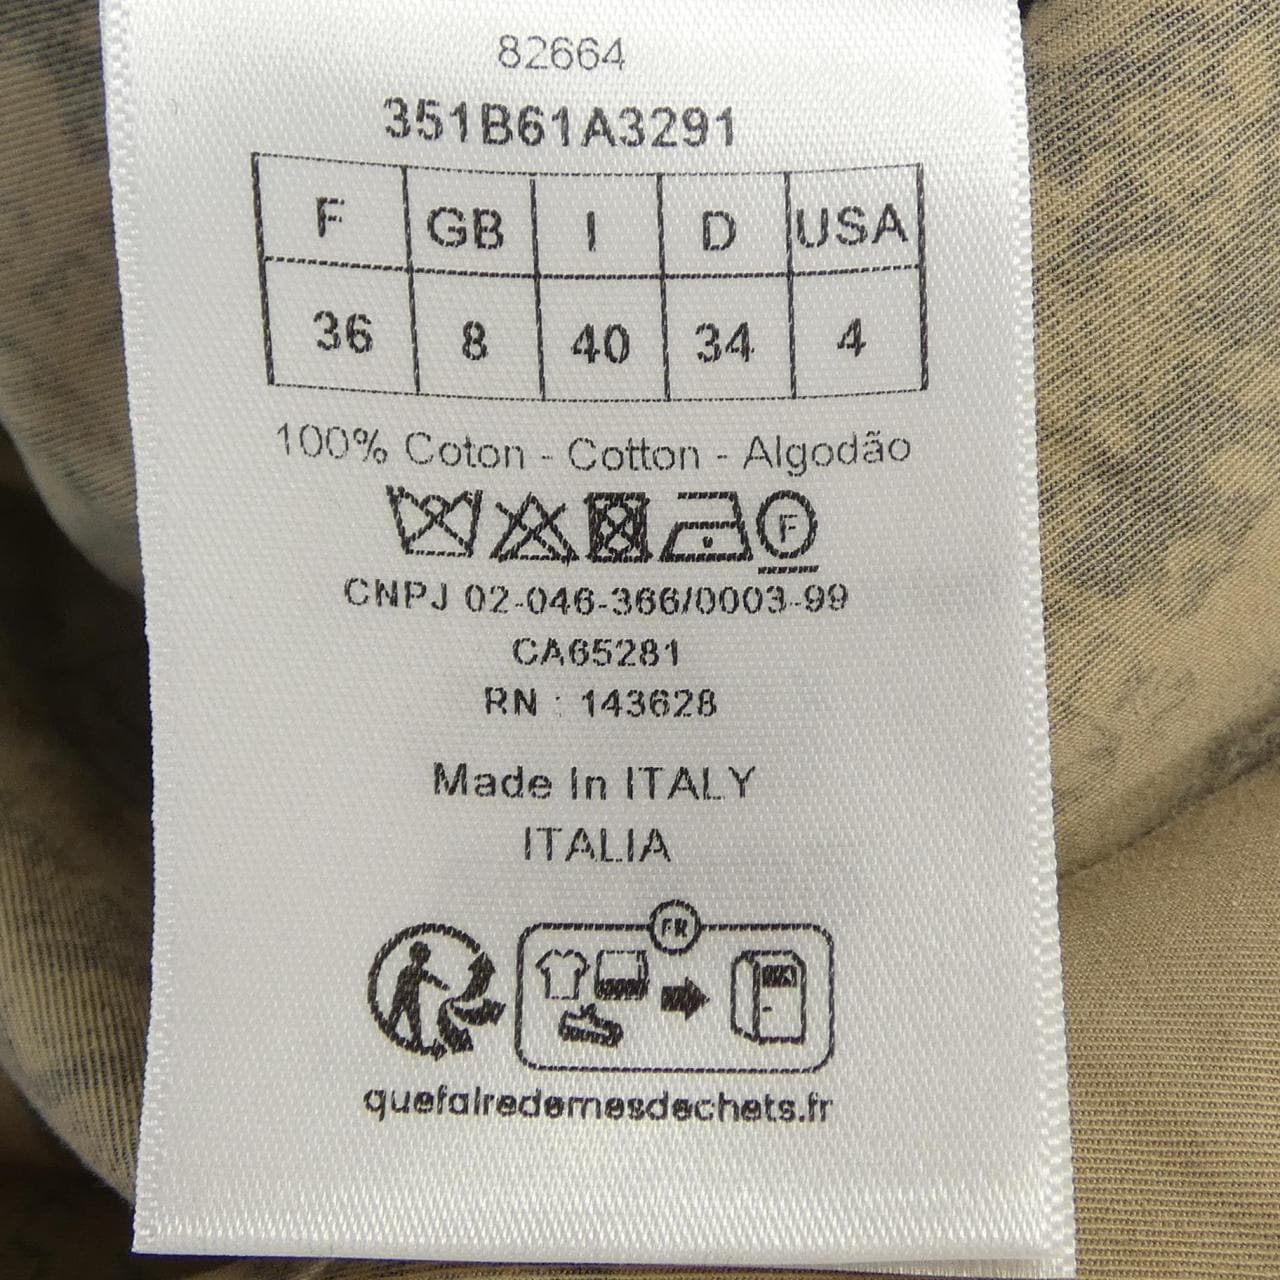 82664
351B61A3291
F GB I D USA
36 8 40 34 4
100% Coton - Cotton - Algodão
F
CNPJ 02-046-366/0003-99
CA65281
RN : 143628
Made In ITALY
ITALIA
FR
quefairedemesdechets.fr